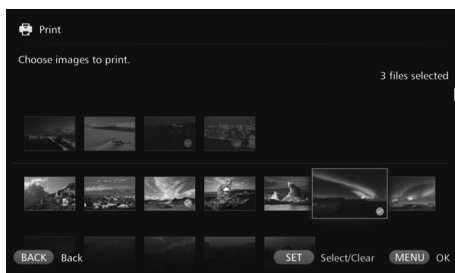 Print
Choose images to print.
3 files selected
BACK Back SET Select/Clear MENU OK